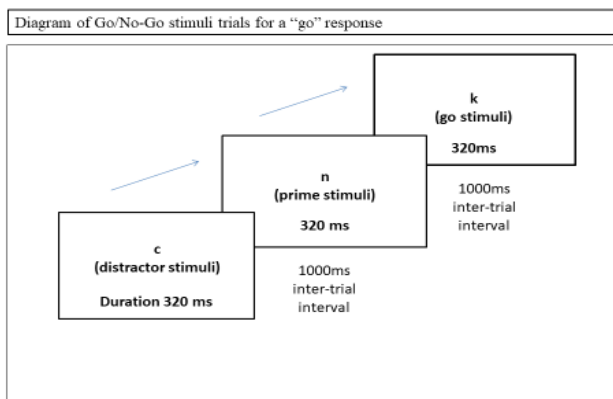 Diagram of Go/No-Go stimuli trials for a “go” response
k
(go stimuli)
320ms
n
(prime stimuli)
320 ms
1000ms
inter-trial
interval
c
(distractor stimuli)
Duration 320 ms
1000ms
inter-trial
interval